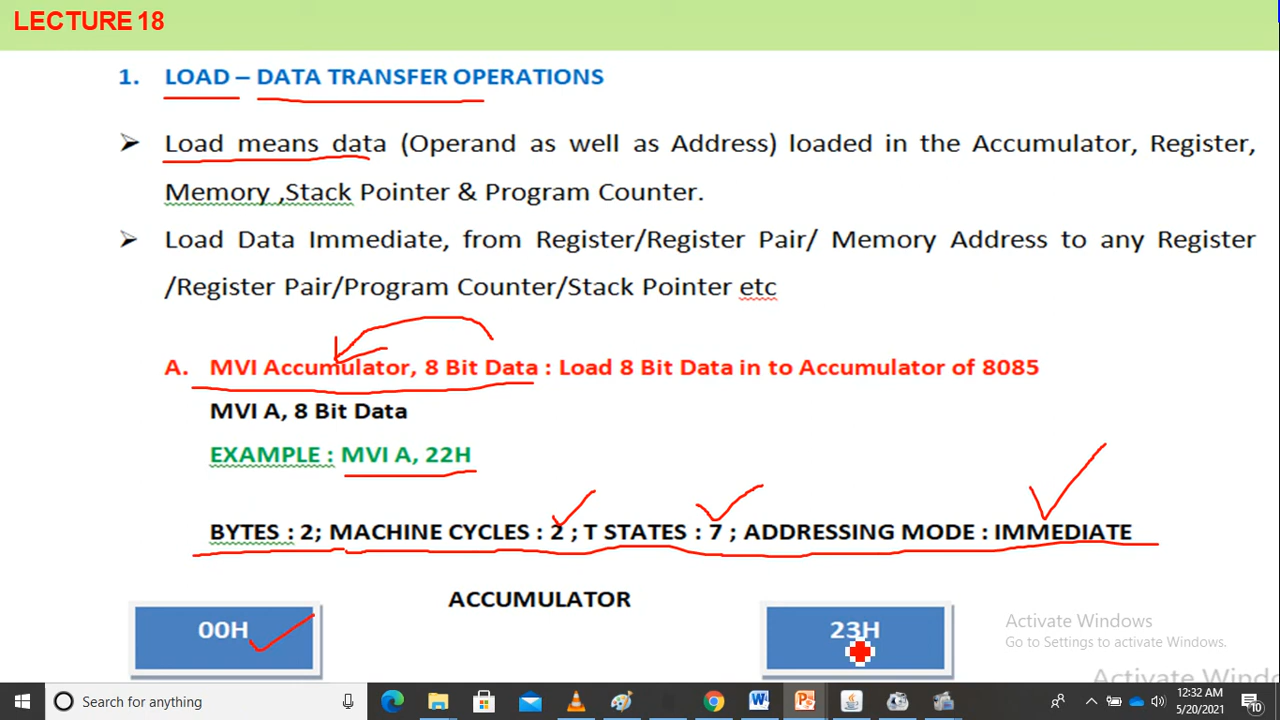 LECTURE 18
1. LOAD – DATA TRANSFER OPERATIONS
Load means data (Operand as well as Address) loaded in the Accumulator, Register,
Memory ,Stack Pointer & Program Counter.
Load Data Immediate, from Register/Register Pair/ Memory Address to any Register
/Register Pair/Program Counter/Stack Pointer etc
A. MVI Accumulator, 8 Bit Data : Load 8 Bit Data in to Accumulator of 8085
MVI A, 8 Bit Data
EXAMPLE : MVI A, 22H
BYTES : 2; MACHINE CYCLES : 2 ; T STATES : 7 ; ADDRESSING MODE : IMMEDIATE
ACCUMULATOR
00H
23H
Activate Windows
Go to Settings to activate Windows.
Activate Windo
Search for anything
12:32 AM
5/20/2021
10